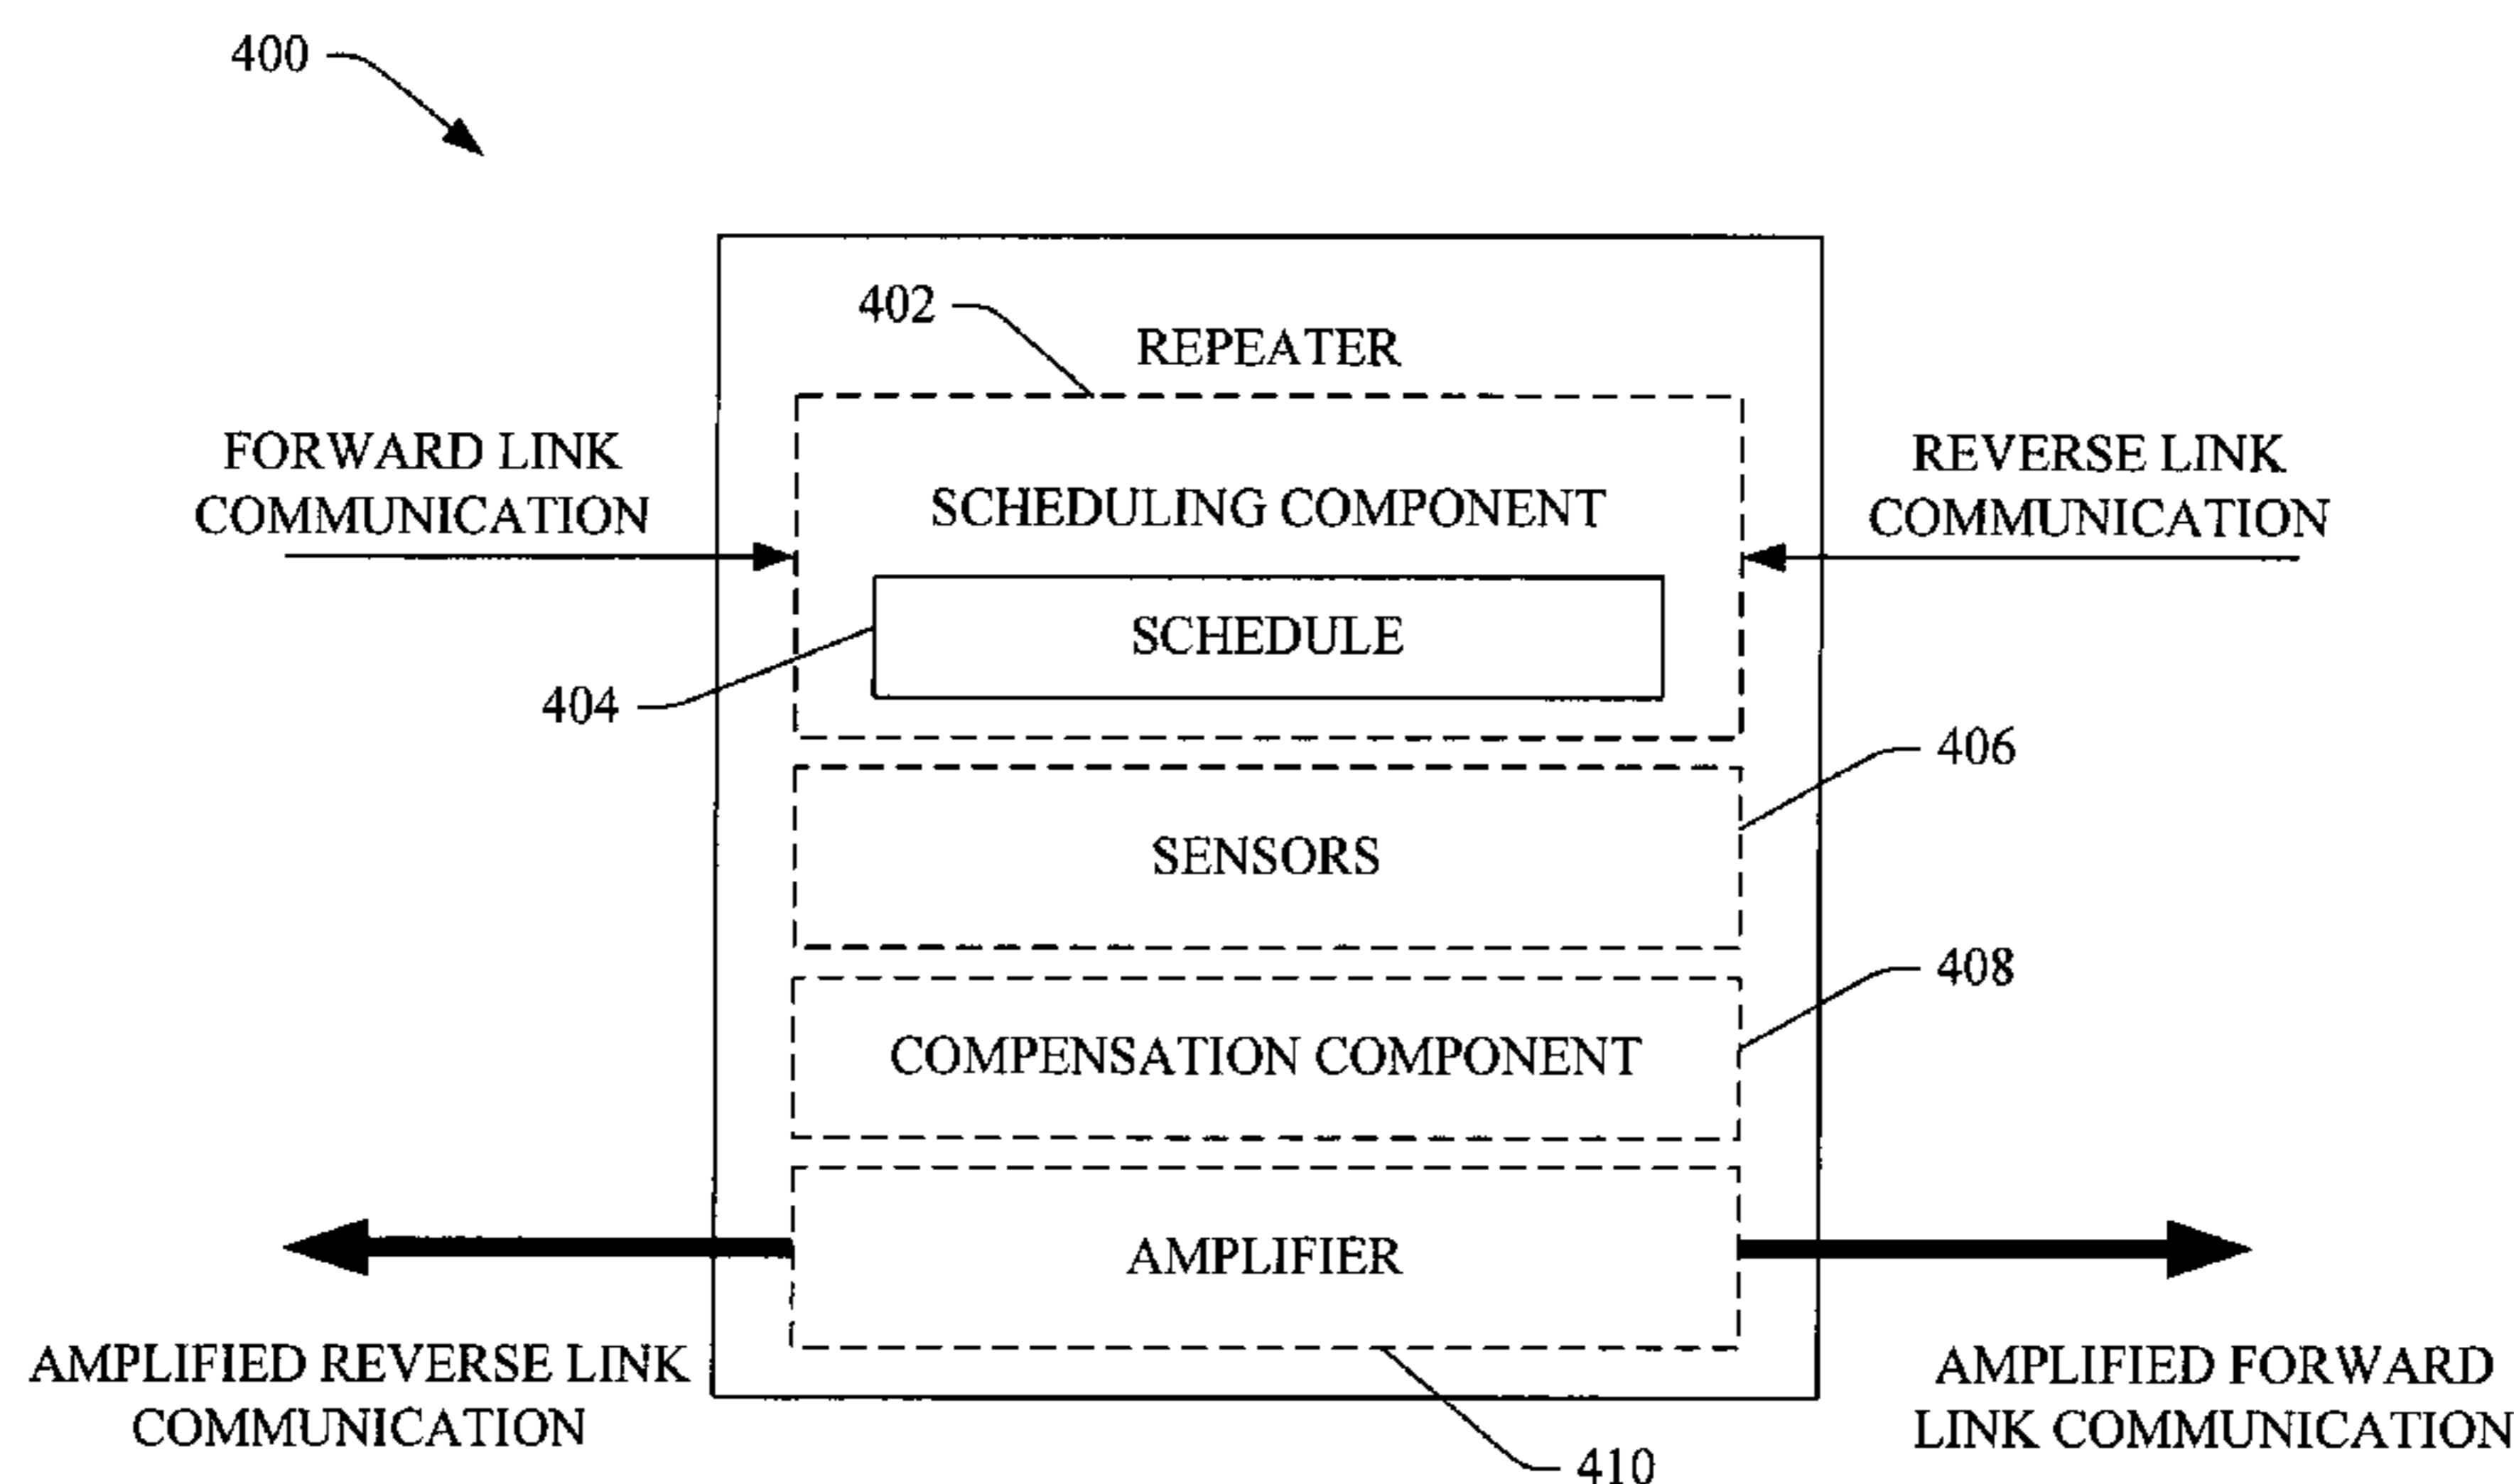 400
402
REPEATER
FORWARD LINK
COMMUNICATION
REVERSE LINK
COMMUNICATION
SCHEDULING COMPONENT
SCHEDULE
404
406
SENSORS
408
COMPENSATION COMPONENT
AMPLIFIER
AMPLIFIED REVERSE LINK
COMMUNICATION
AMPLIFIED FORWARD
LINK COMMUNICATION
410